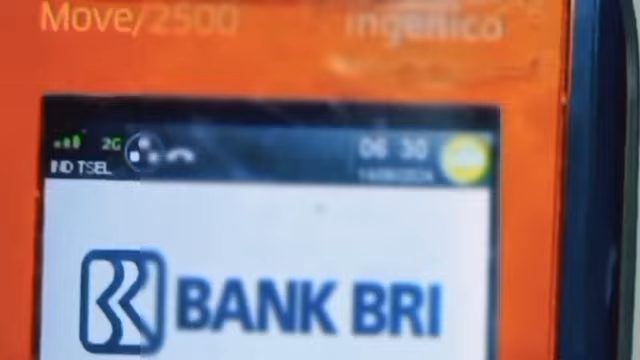 Move/2500
ingenico
2G
06 30
IND TSEL
BANK BRI